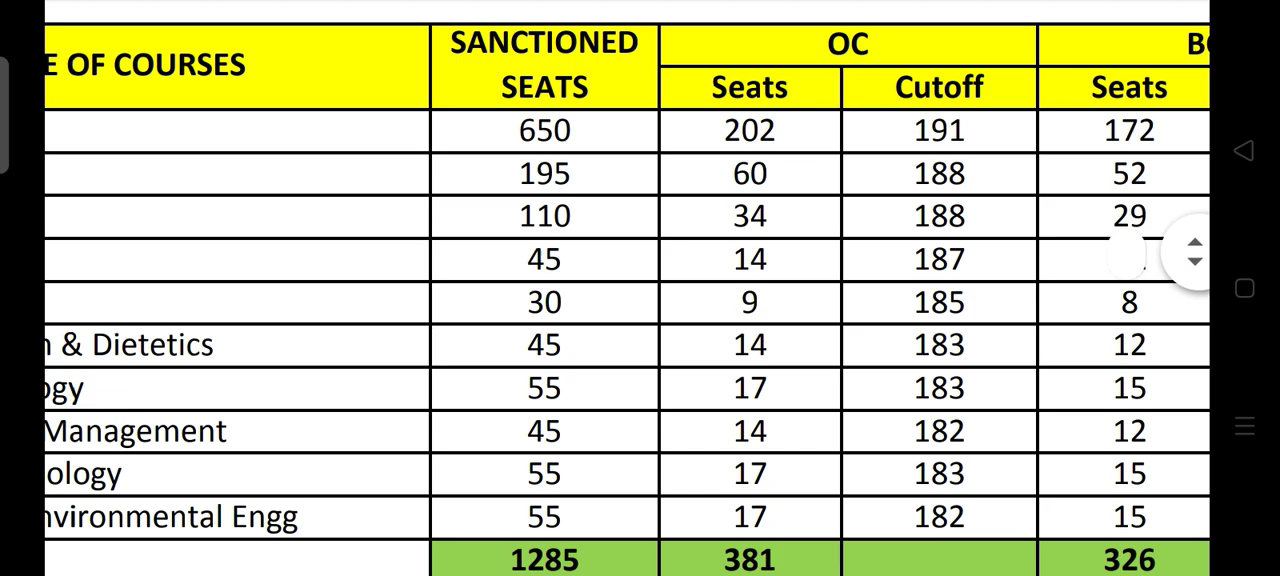 E OF COURSES SANCTIONED SEATS OC
Seats Cutoff Seats
650 202 191 172
195 60 188 52
110 34 188 29
45 14 187
30 9 185 8
& Dietetics 45 14 183 12
ogy 55 17 183 15
Management 45 14 182 12
ology 55 17 183 15
nvironmental Engg 55 17 182 15
1285 381 326